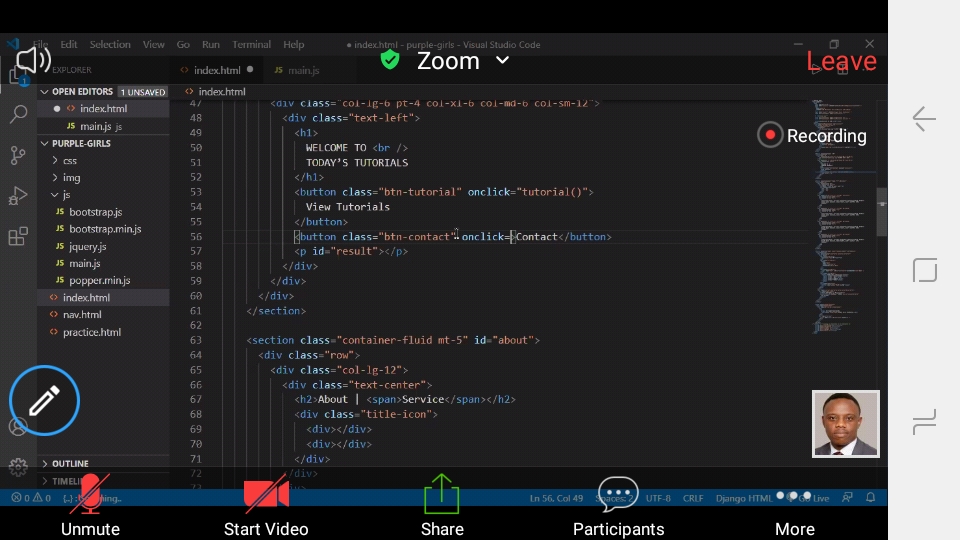 File Edit Selection View Go Run Terminal Help
● index.html - purple-girls - Visual Studio Code
Zoom
Leave
Recording
EXPLORER
OPEN EDITORS 1 UNSAVED
index.html
main.js js
PURPLE-GIRLS
css
img
js
JS bootstrap.js
JS bootstrap.min.js
JS jquery.js
JS main.js
JS popper.min.js
index.html
nav.html
practice.html
OUTLINE
TIMELINE
index.html ●
JS main.js
index.html
47 <div class="col-lg-6 pt-4 col-xl-6 col-md-6 col-sm-12">
48 <div class="text-left">
49 <h1>
50 WELCOME TO <br />
51 TODAY'S TUTORIALS
52 </h1>
53 <button class="btn-tutorial" onclick="tutorial()">
54 View Tutorials
55 </button>
56 <button class="btn-contact" onclick=>Contact</button>
57 <p id="result"></p>
58 </div>
59 </div>
60 </div>
61 </section>
62
63 <section class="container-fluid mt-5" id="about">
64 <div class="row">
65 <div class="col-lg-12">
66 <div class="text-center">
67 <h2>About | <span>Service</span></h2>
68 <div class="title-icon">
69 <div></div>
70 <div></div>
71 </div>
72 </div>
0 0
Ln 56, Col 49 Spaces: 2 UTF-8 CRLF Django HTML Go Live
Unmute
Start Video
Share
Participants
More